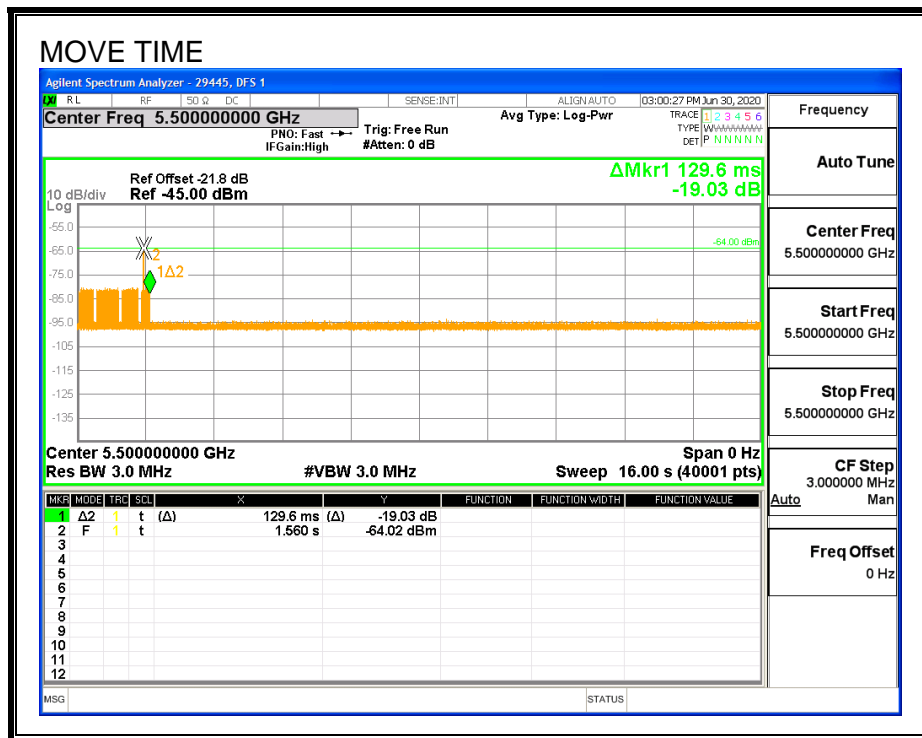 MOVE TIME
Agilent Spectrum Analyzer - 29445, DFS 1
LXI RL RF 50 Ω DC SENSE:INT ALIGN AUTO 03:00:27 PM Jun 30, 2020
Center Freq 5.500000000 GHz
Avg Type: Log-Pwr
TRACE 1 2 3 4 5 6
PNO: Fast
Trig: Free Run
IFGain:High
#Atten: 0 dB
DET P N N N N N
TYPE
Frequency
Auto Tune
ΔMkr1 129.6 ms
-19.03 dB
Ref Offset -21.8 dB
10 dB/div Ref -45.00 dBm
Log
-55.0
-65.0
-75.0
-85.0
-95.0
-105
-115
-125
-135
-64.00 dBm
2
1Δ2
Center 5.500000000 GHz
Span 0 Hz
Res BW 3.0 MHz
#VBW 3.0 MHz
Sweep 16.00 s (40001 pts)
MKR MODE TRC SCL X Y FUNCTION FUNCTION WIDTH FUNCTION VALUE
1 Δ2 1 t (Δ) 129.6 ms (Δ) -19.03 dB
2 F 1 t 1.560 s -64.02 dBm
3
4
5
6
7
8
9
10
11
12
Center Freq
5.500000000 GHz
Start Freq
5.500000000 GHz
Stop Freq
5.500000000 GHz
CF Step
3.000000 MHz
Auto Man
Freq Offset
0 Hz
MSG
STATUS